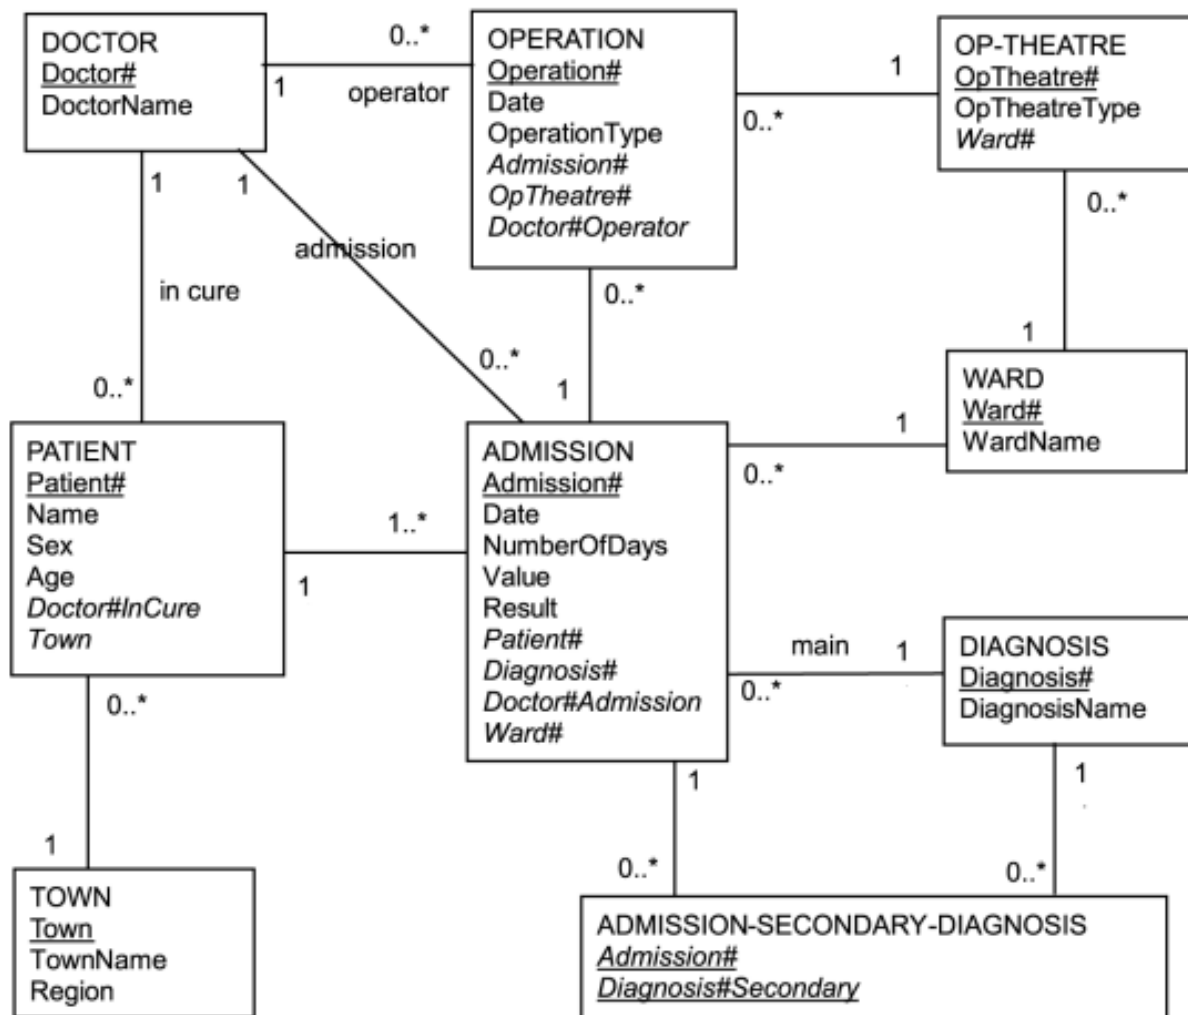 DOCTOR
Doctor#
DoctorName
1
0..*
operator
OPERATION
Operation#
Date
OperationType
Admission#
OpTheatre#
Doctor#Operator
1
0..*
OP-THEATRE
OpTheatre#
OpTheatreType
Ward#
1
1
admission
in cure
0..*
0..*
0..*
1
0..*
1
0..*
1
WARD
Ward#
WardName
PATIENT
Patient#
Name
Sex
Age
Doctor#InCure
Town
1..*
1
ADMISSION
Admission#
Date
NumberOfDays
Value
Result
Patient#
Diagnosis#
Doctor#Admission
Ward#
main
1
0..*
DIAGNOSIS
Diagnosis#
DiagnosisName
0..*
1
1
1
0..*
0..*
TOWN
Town
TownName
Region
ADMISSION-SECONDARY-DIAGNOSIS
Admission#
Diagnosis#Secondary